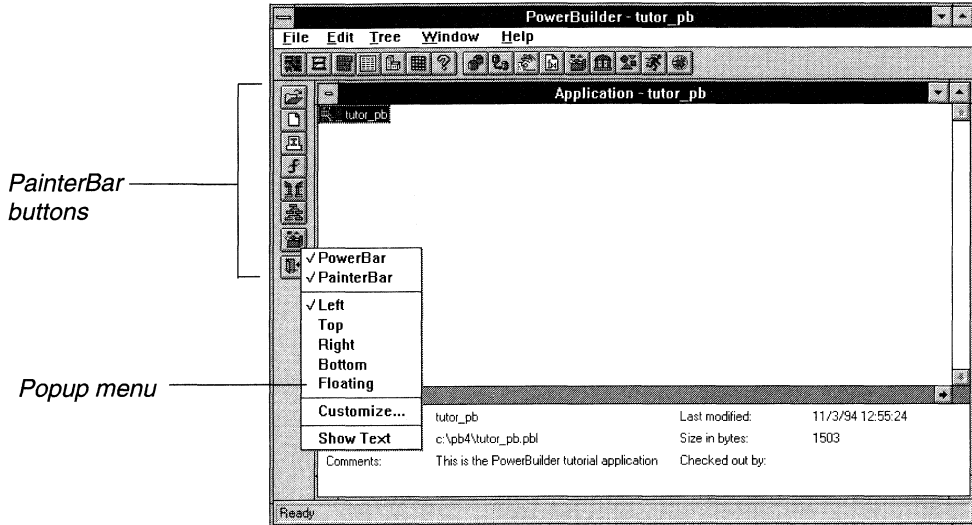 PowerBuilder - tutor_pb
File Edit Tree Window Help
Application - tutor_pb
tutor_pb
PainterBar
buttons
✓ PowerBar
✓ PainterBar
✓ Left
Top
Right
Bottom
Floating
Customize...
Show Text
Popup menu
tutor_pb Last modified: 11/3/94 12:55:24
c:\pb4\tutor_pb.pbl Size in bytes: 1503
Comments: This is the PowerBuilder tutorial application Checked out by:
Ready